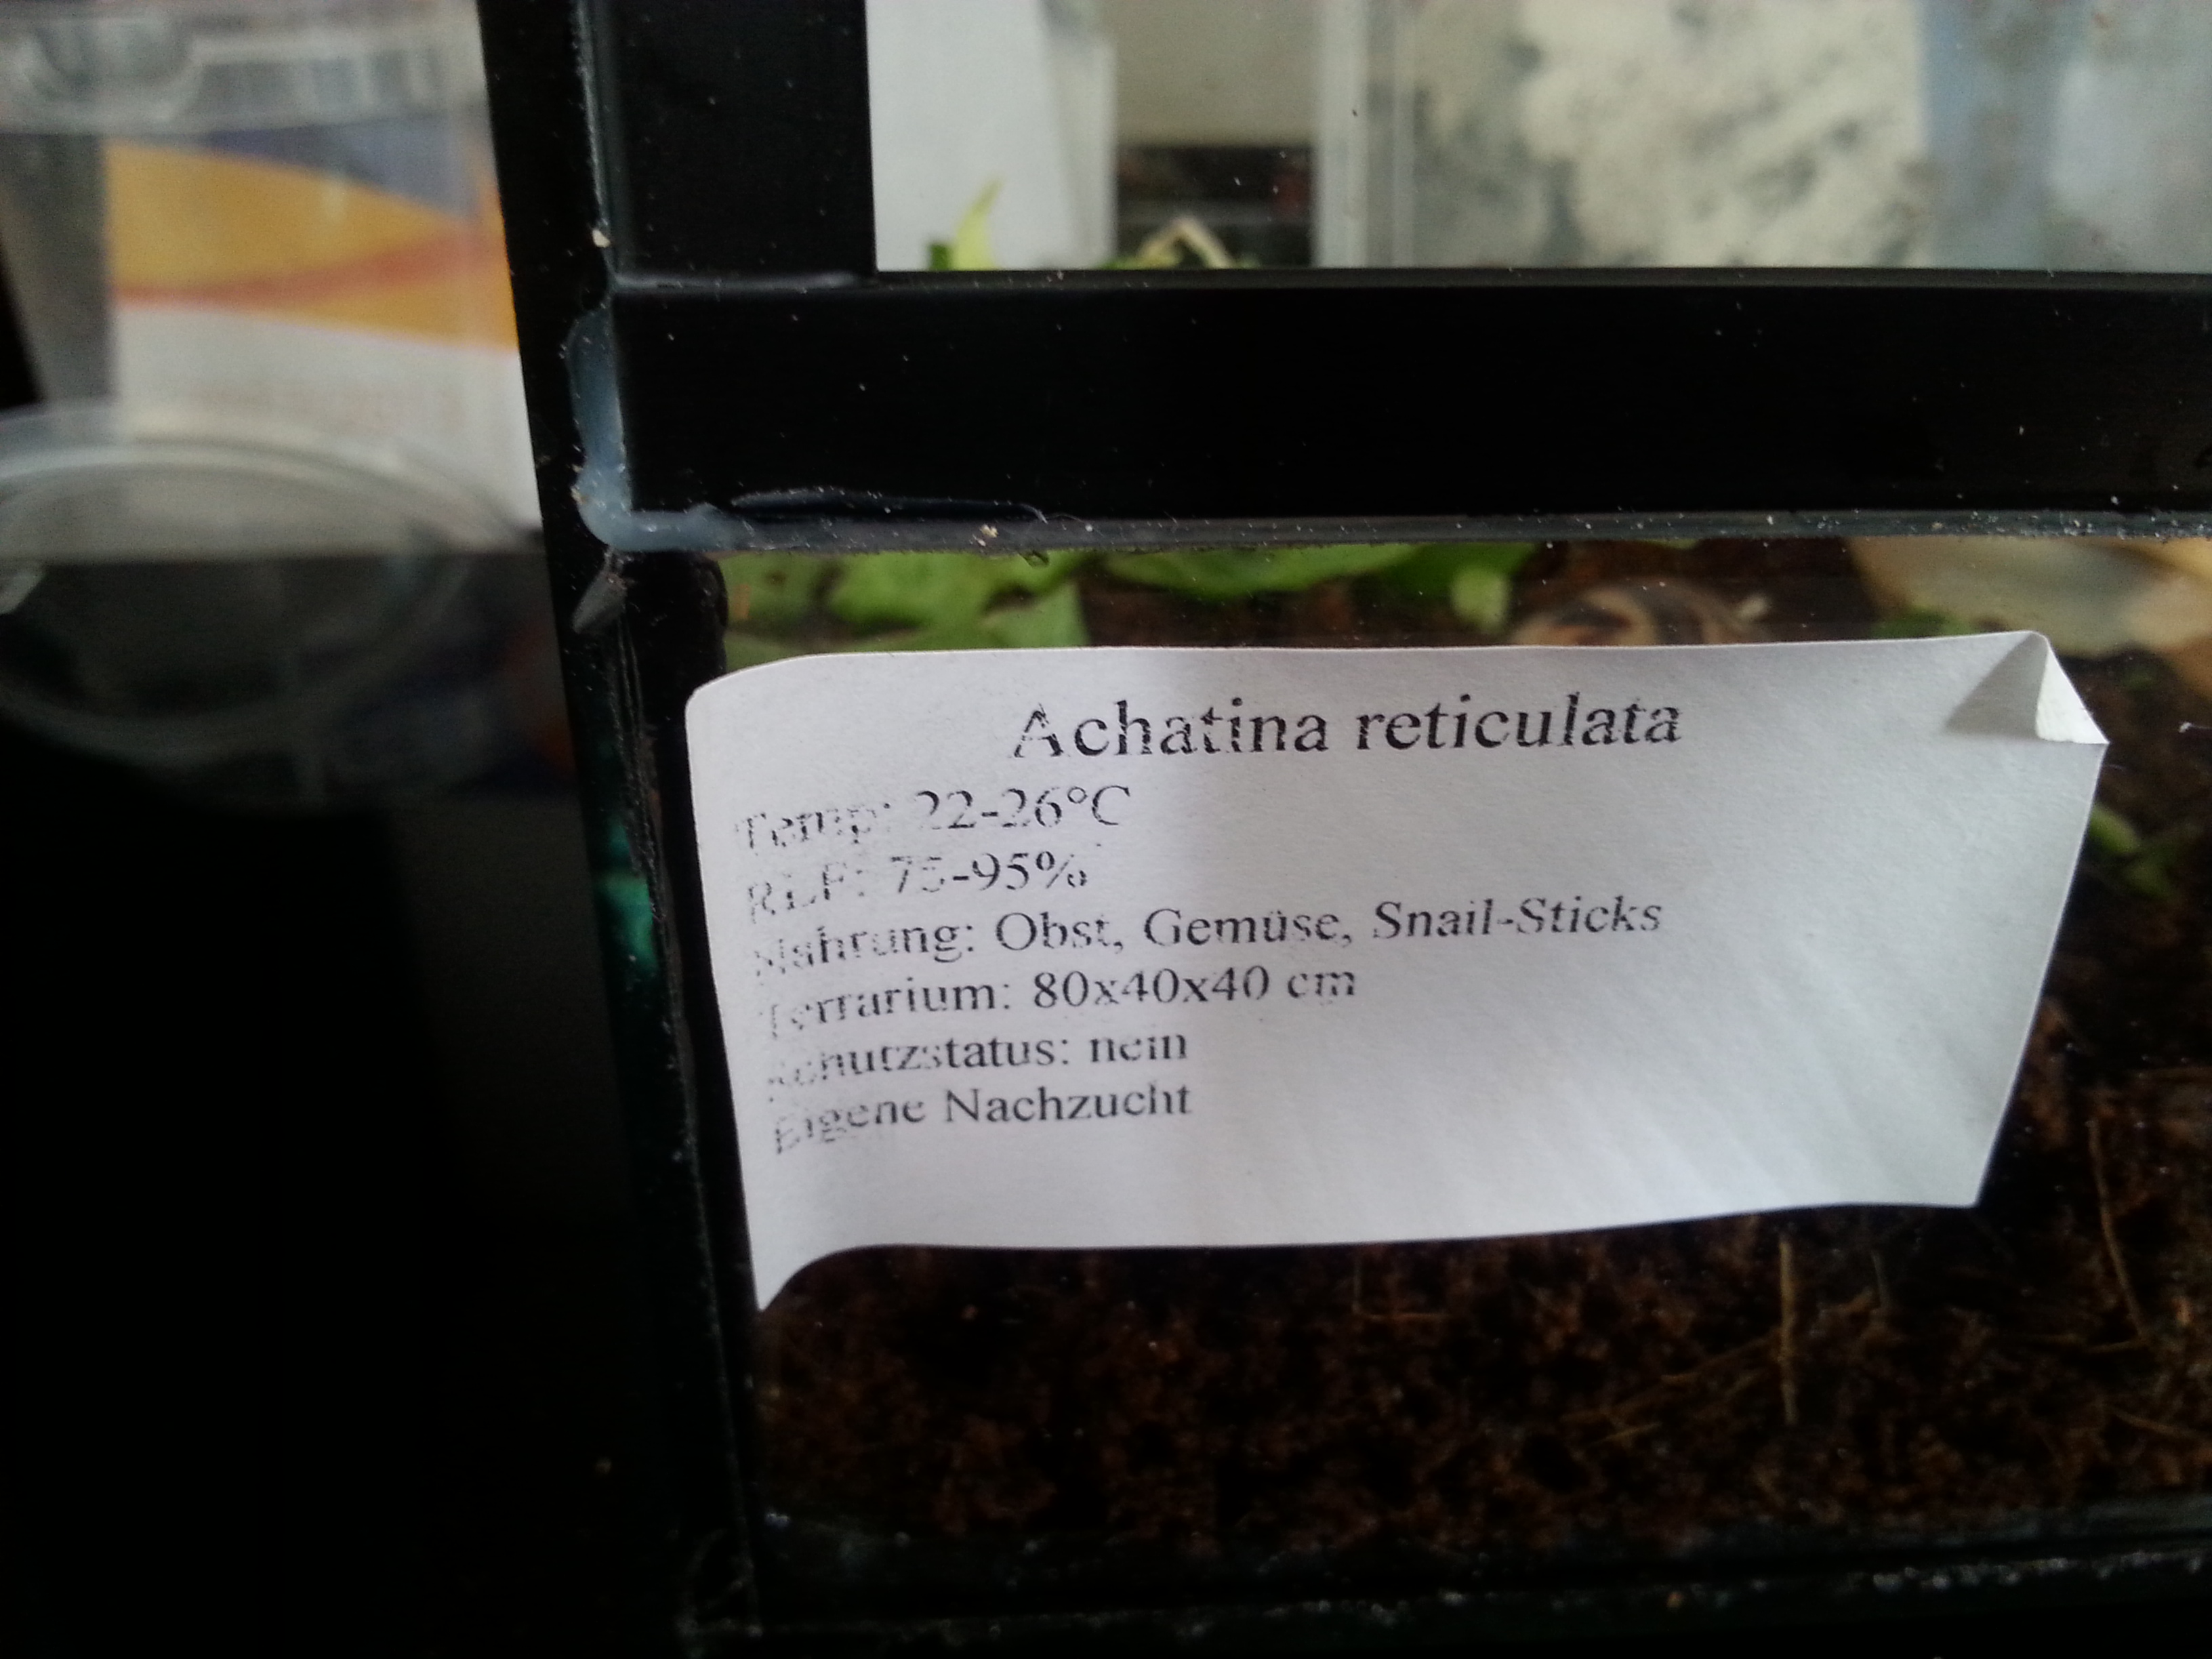 Achatina reticulata
Temp: 22-26°C
RLF: 75-95%
Nahrung: Obst, Gemüse, Snail-Sticks
Terrarium: 80x40x40 cm
Schutzstatus: nein
Eigene Nachzucht